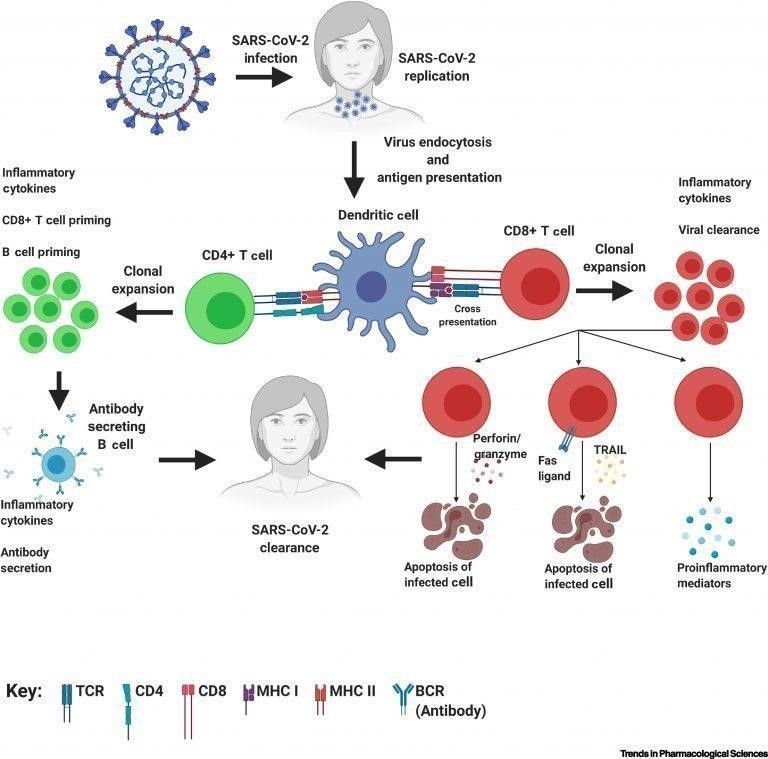 SARS-CoV-2
infection
SARS-CoV-2
replication
Virus endocytosis
and
antigen presentation
Inflammatory
cytokines
CD8+ T cell priming
B cell priming
Clonal
expansion
CD4+ T cell
Dendritic cell
CD8+ T cell
Cross
presentation
Clonal
expansion
Inflammatory
cytokines
Viral clearance
Antibody
secreting
B cell
Inflammatory
cytokines
Antibody
secretion
SARS-CoV-2
clearance
Perforin/
granzyme
Apoptosis of
infected cell
Fas
ligand
TRAIL
Apoptosis of
infected cell
Proinflammatory
mediators
Key:
TCR
CD4
CD8
MHC I
MHC II
BCR
(Antibody)
Trends in Pharmacological Sciences